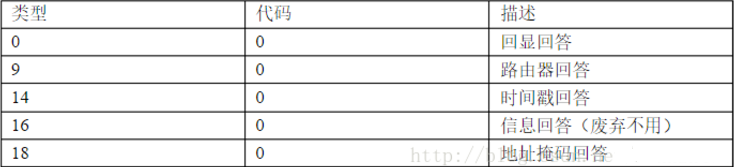 类型 代码 描述
0 0 回显回答
9 0 路由器回答
14 0 时间戳回答
16 0 信息回答（废弃不用）
18 0 地址掩码回答